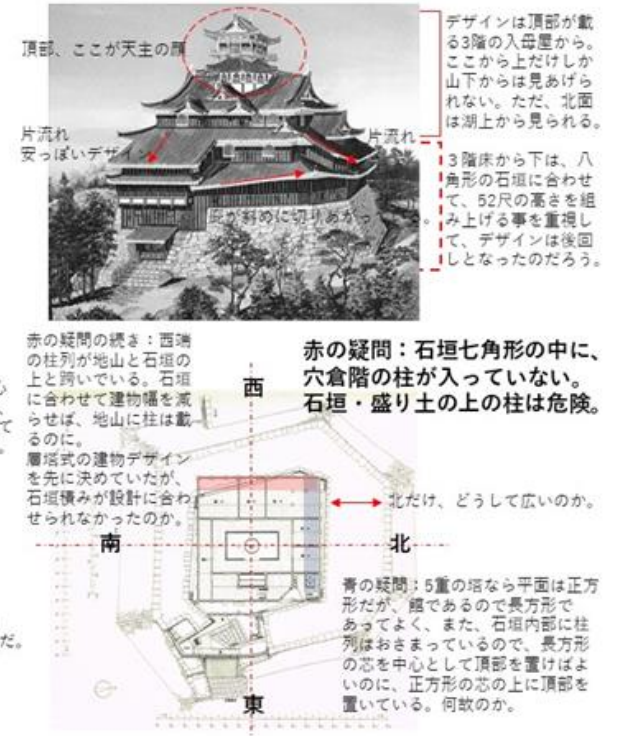 頂部、ここが天主の顔
片流れ
安っぽいデザイン
片流れ
デザインは頂部が載
る3階の入母屋から。
ここから上だけしか
山下からは見あげら
れない。ただ、北面
は湖上から見られる。
３階床から下は、八
角形の石垣に合わせ
て、52尺の高さを組
み上げる事を重視し
て、デザインは後回
しとなったのだろう。
が斜めに切りあがっ
赤の疑問の続き：西端
の柱列が地山と石垣の
上と跨いでいる。石垣
に合わせて建物幅を減
らせば、地山に柱は載
るのに。
層塔式の建物デザイン
を先に決めていたが、
石垣積みが設計に合わ
せられなかったのか。
赤の疑問：石垣七角形の中に、
穴倉階の柱が入っていない。
石垣・盛り土の上の柱は危険。
西
北だけ、どうして広いのか。
南
北
青の疑問：5重の塔なら平面は正方
形だが、館であるので長方形で
あってよく、また、石垣内部に柱
列はおさまっているので、長方形
の芯を中心として頂部を置けばよ
いのに、正方形の芯の上に頂部を
置いている。何故のか。
東
て
だ。